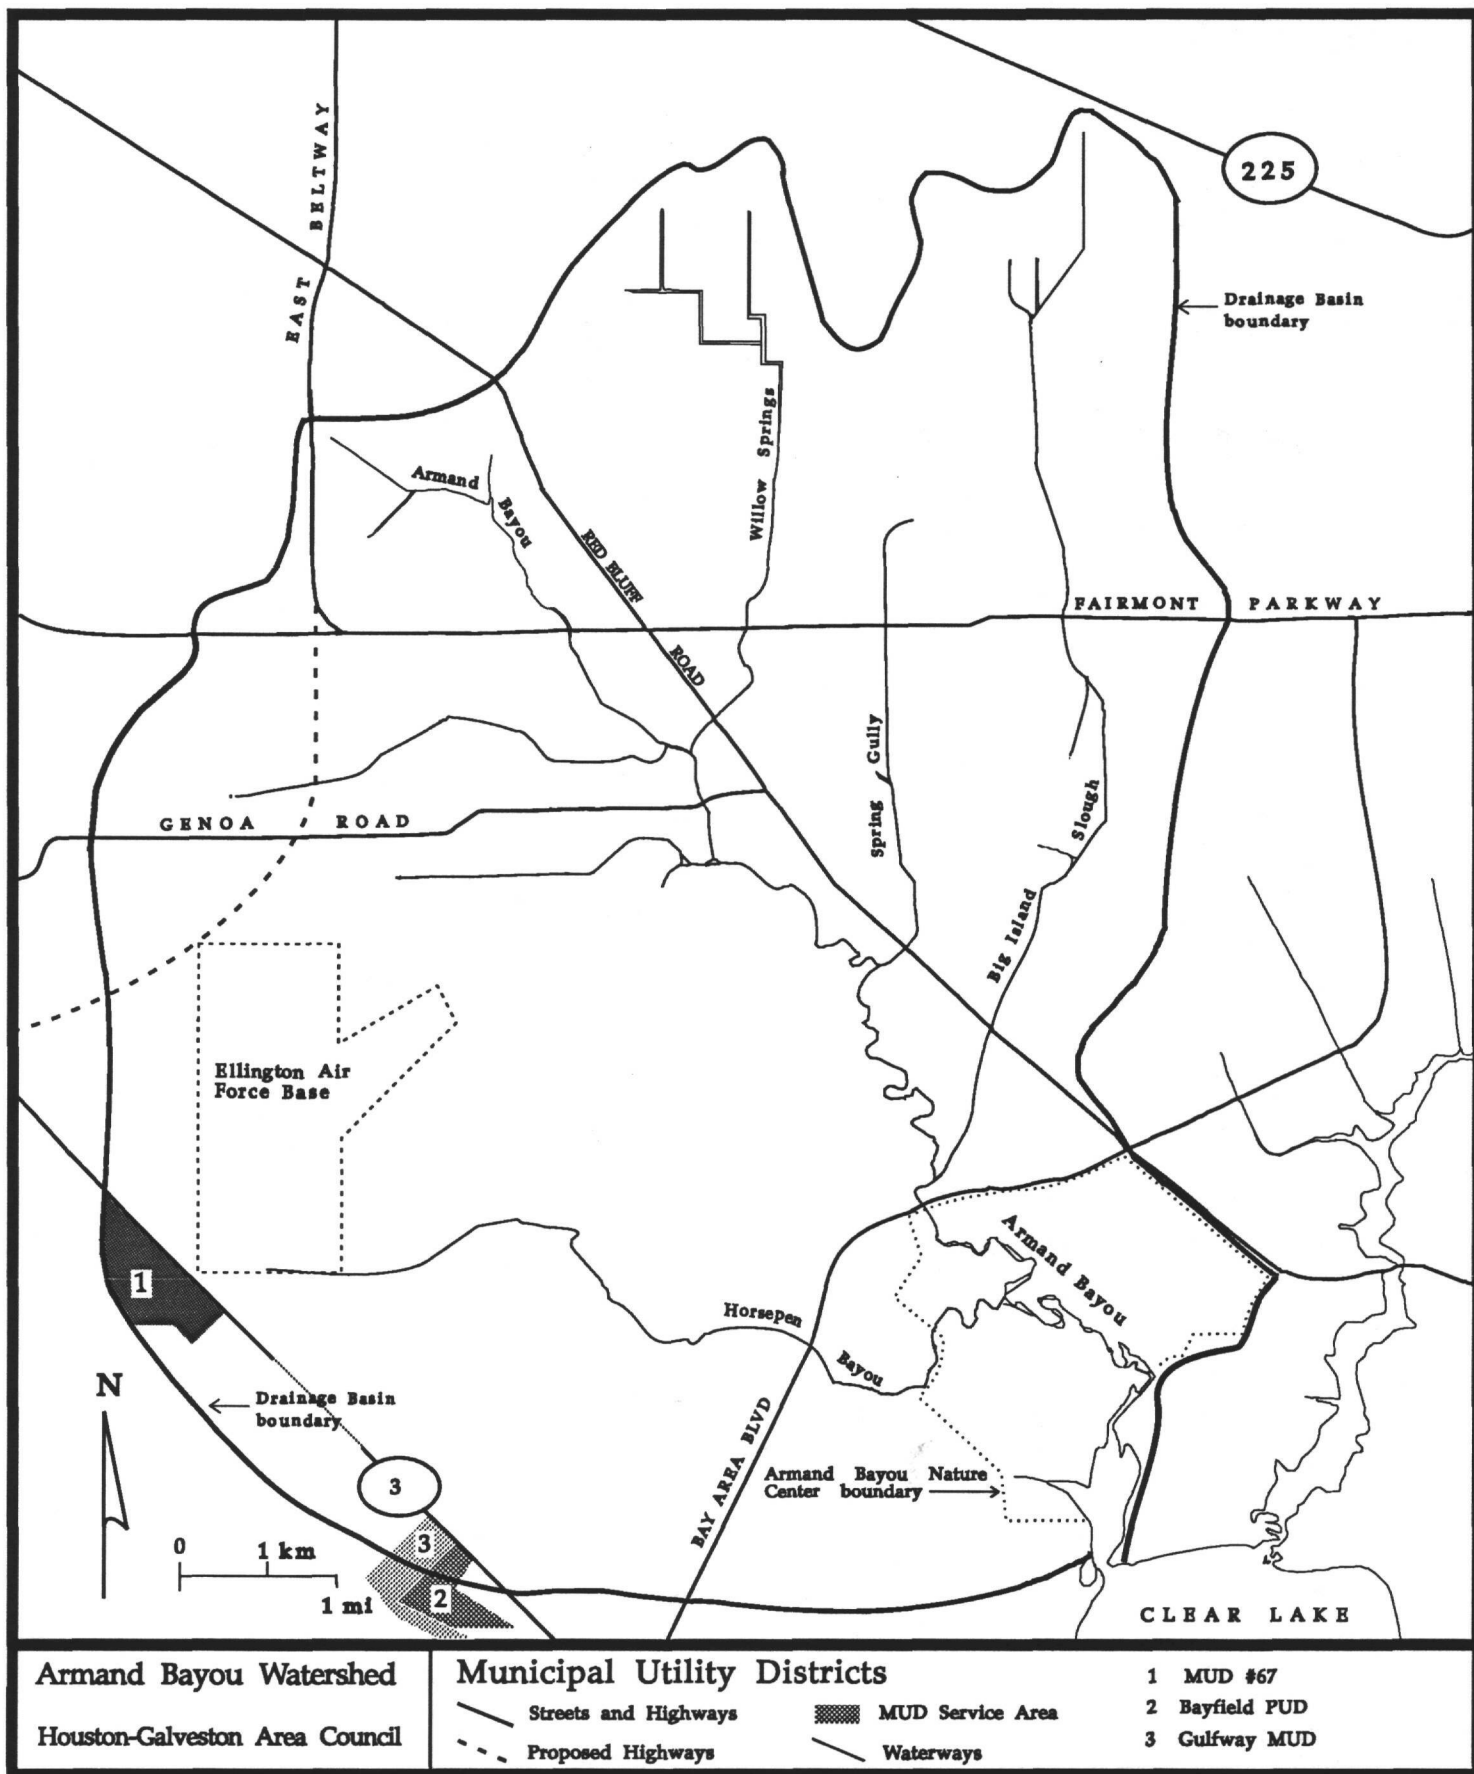 EAST BELTWAY
225
Drainage Basin
boundary
Armand
Bayou
Willow Springs
RED BLUFF
ROAD
FAIRMONT PARKWAY
Spring Gully
Big Island
Slough
GENOA ROAD
Ellington Air
Force Base
1
Armand Bayou
Horsepen
Bayou
N
Drainage Basin
boundary
3
BAY AREA BLVD
Armand Bayou Nature
Center boundary
3
2
0
1 km
1 mi
CLEAR LAKE
Armand Bayou Watershed
Houston-Galveston Area Council
Municipal Utility Districts
Streets and Highways
Proposed Highways
MUD Service Area
Waterways
1 MUD #67
2 Bayfield PUD
3 Gulfway MUD